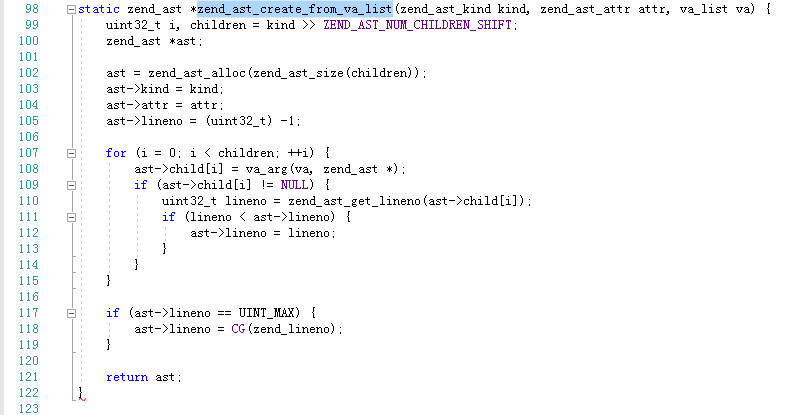 98 static zend_ast *zend_ast_create_from_va_list(zend_ast_kind kind, zend_ast_attr attr, va_list va) {
99     uint32_t i, children = kind >> ZEND_AST_NUM_CHILDREN_SHIFT;
100     zend_ast *ast;
101
102     ast = zend_ast_alloc(zend_ast_size(children));
103     ast->kind = kind;
104     ast->attr = attr;
105     ast->lineno = (uint32_t) -1;
106
107     for (i = 0; i < children; ++i) {
108         ast->child[i] = va_arg(va, zend_ast *);
109         if (ast->child[i] != NULL) {
110             uint32_t lineno = zend_ast_get_lineno(ast->child[i]);
111             if (lineno < ast->lineno) {
112                 ast->lineno = lineno;
113             }
114         }
115     }
116
117     if (ast->lineno == UINT_MAX) {
118         ast->lineno = CG(zend_lineno);
119     }
120
121     return ast;
122 }
123